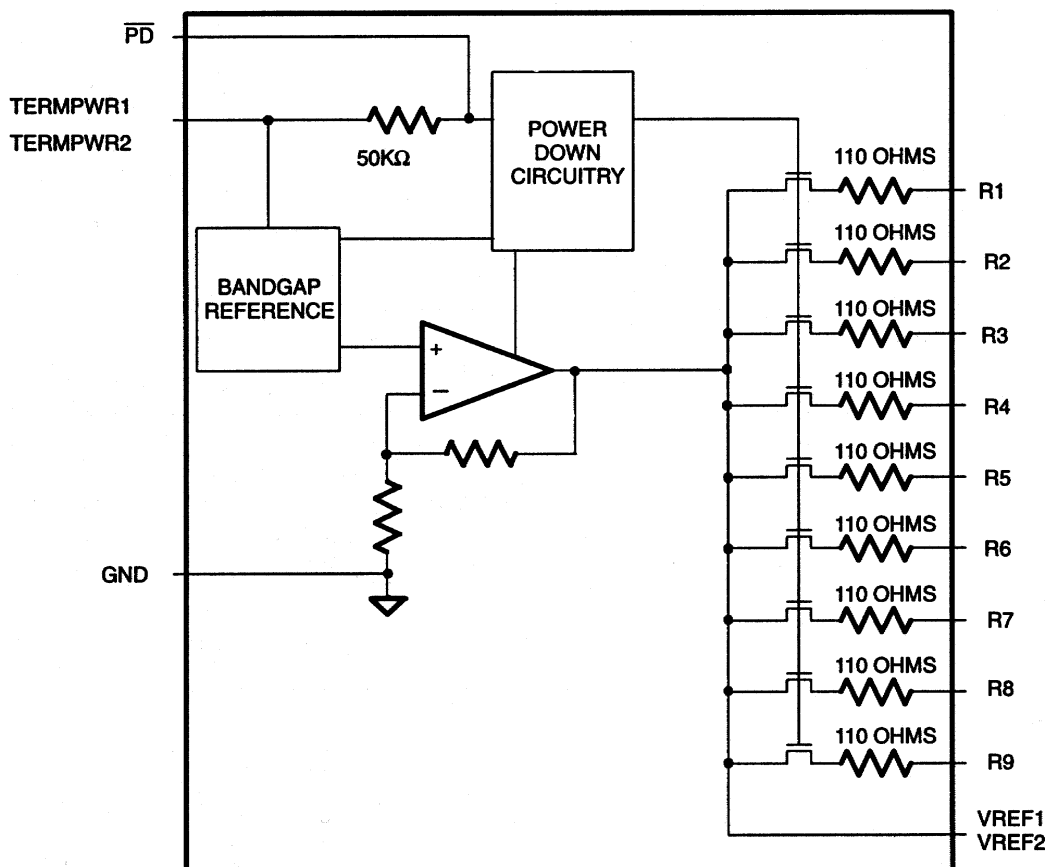 PD
TERMPWR1
TERMPWR2
50KΩ
POWER
DOWN
CIRCUITRY
BANDGAP
REFERENCE
+
−
GND
110 OHMS
R1
110 OHMS
R2
110 OHMS
R3
110 OHMS
R4
110 OHMS
R5
110 OHMS
R6
110 OHMS
R7
110 OHMS
R8
110 OHMS
R9
VREF1
VREF2